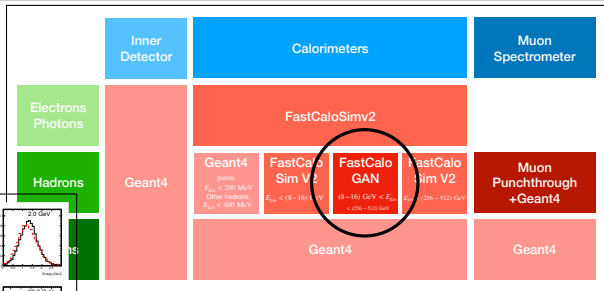 Inner
Detector
Calorimeters
Muon
Spectrometer
Electrons
Photons
FastCaloSimv2
Hadrons
Geant4
Geant4
pions:
E_kin < 200 MeV
Other hadrons:
E_kin < 400 MeV
FastCalo
Sim V2
E_kin < (8−16) GeV
FastCalo
GAN
(8−16) GeV < E_kin
< (256−512) GeV
FastCalo
Sim V2
E_kin > (256−512) GeV
Muon
Punchthrough
+Geant4
Geant4
Geant4
2.0 GeV
Energy [GeV]